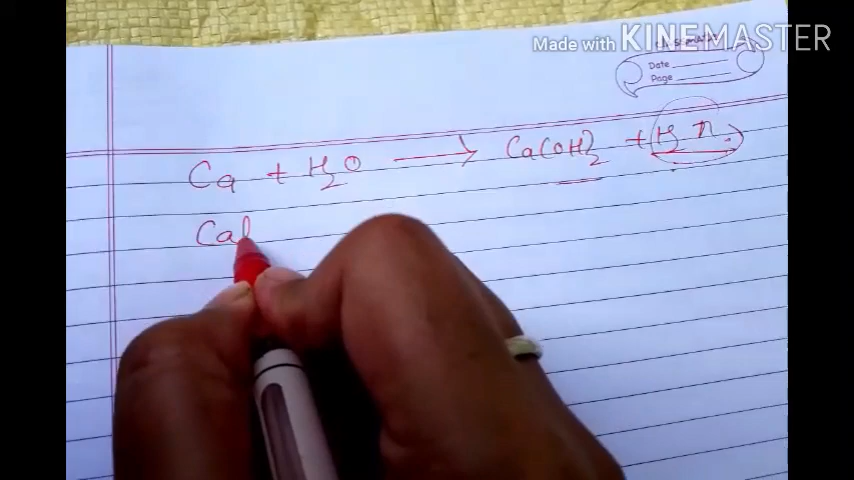 Made with KINEMASTER
Date
Page
Ca + H2O → Ca(OH)2 + H2 ↑.
Cal